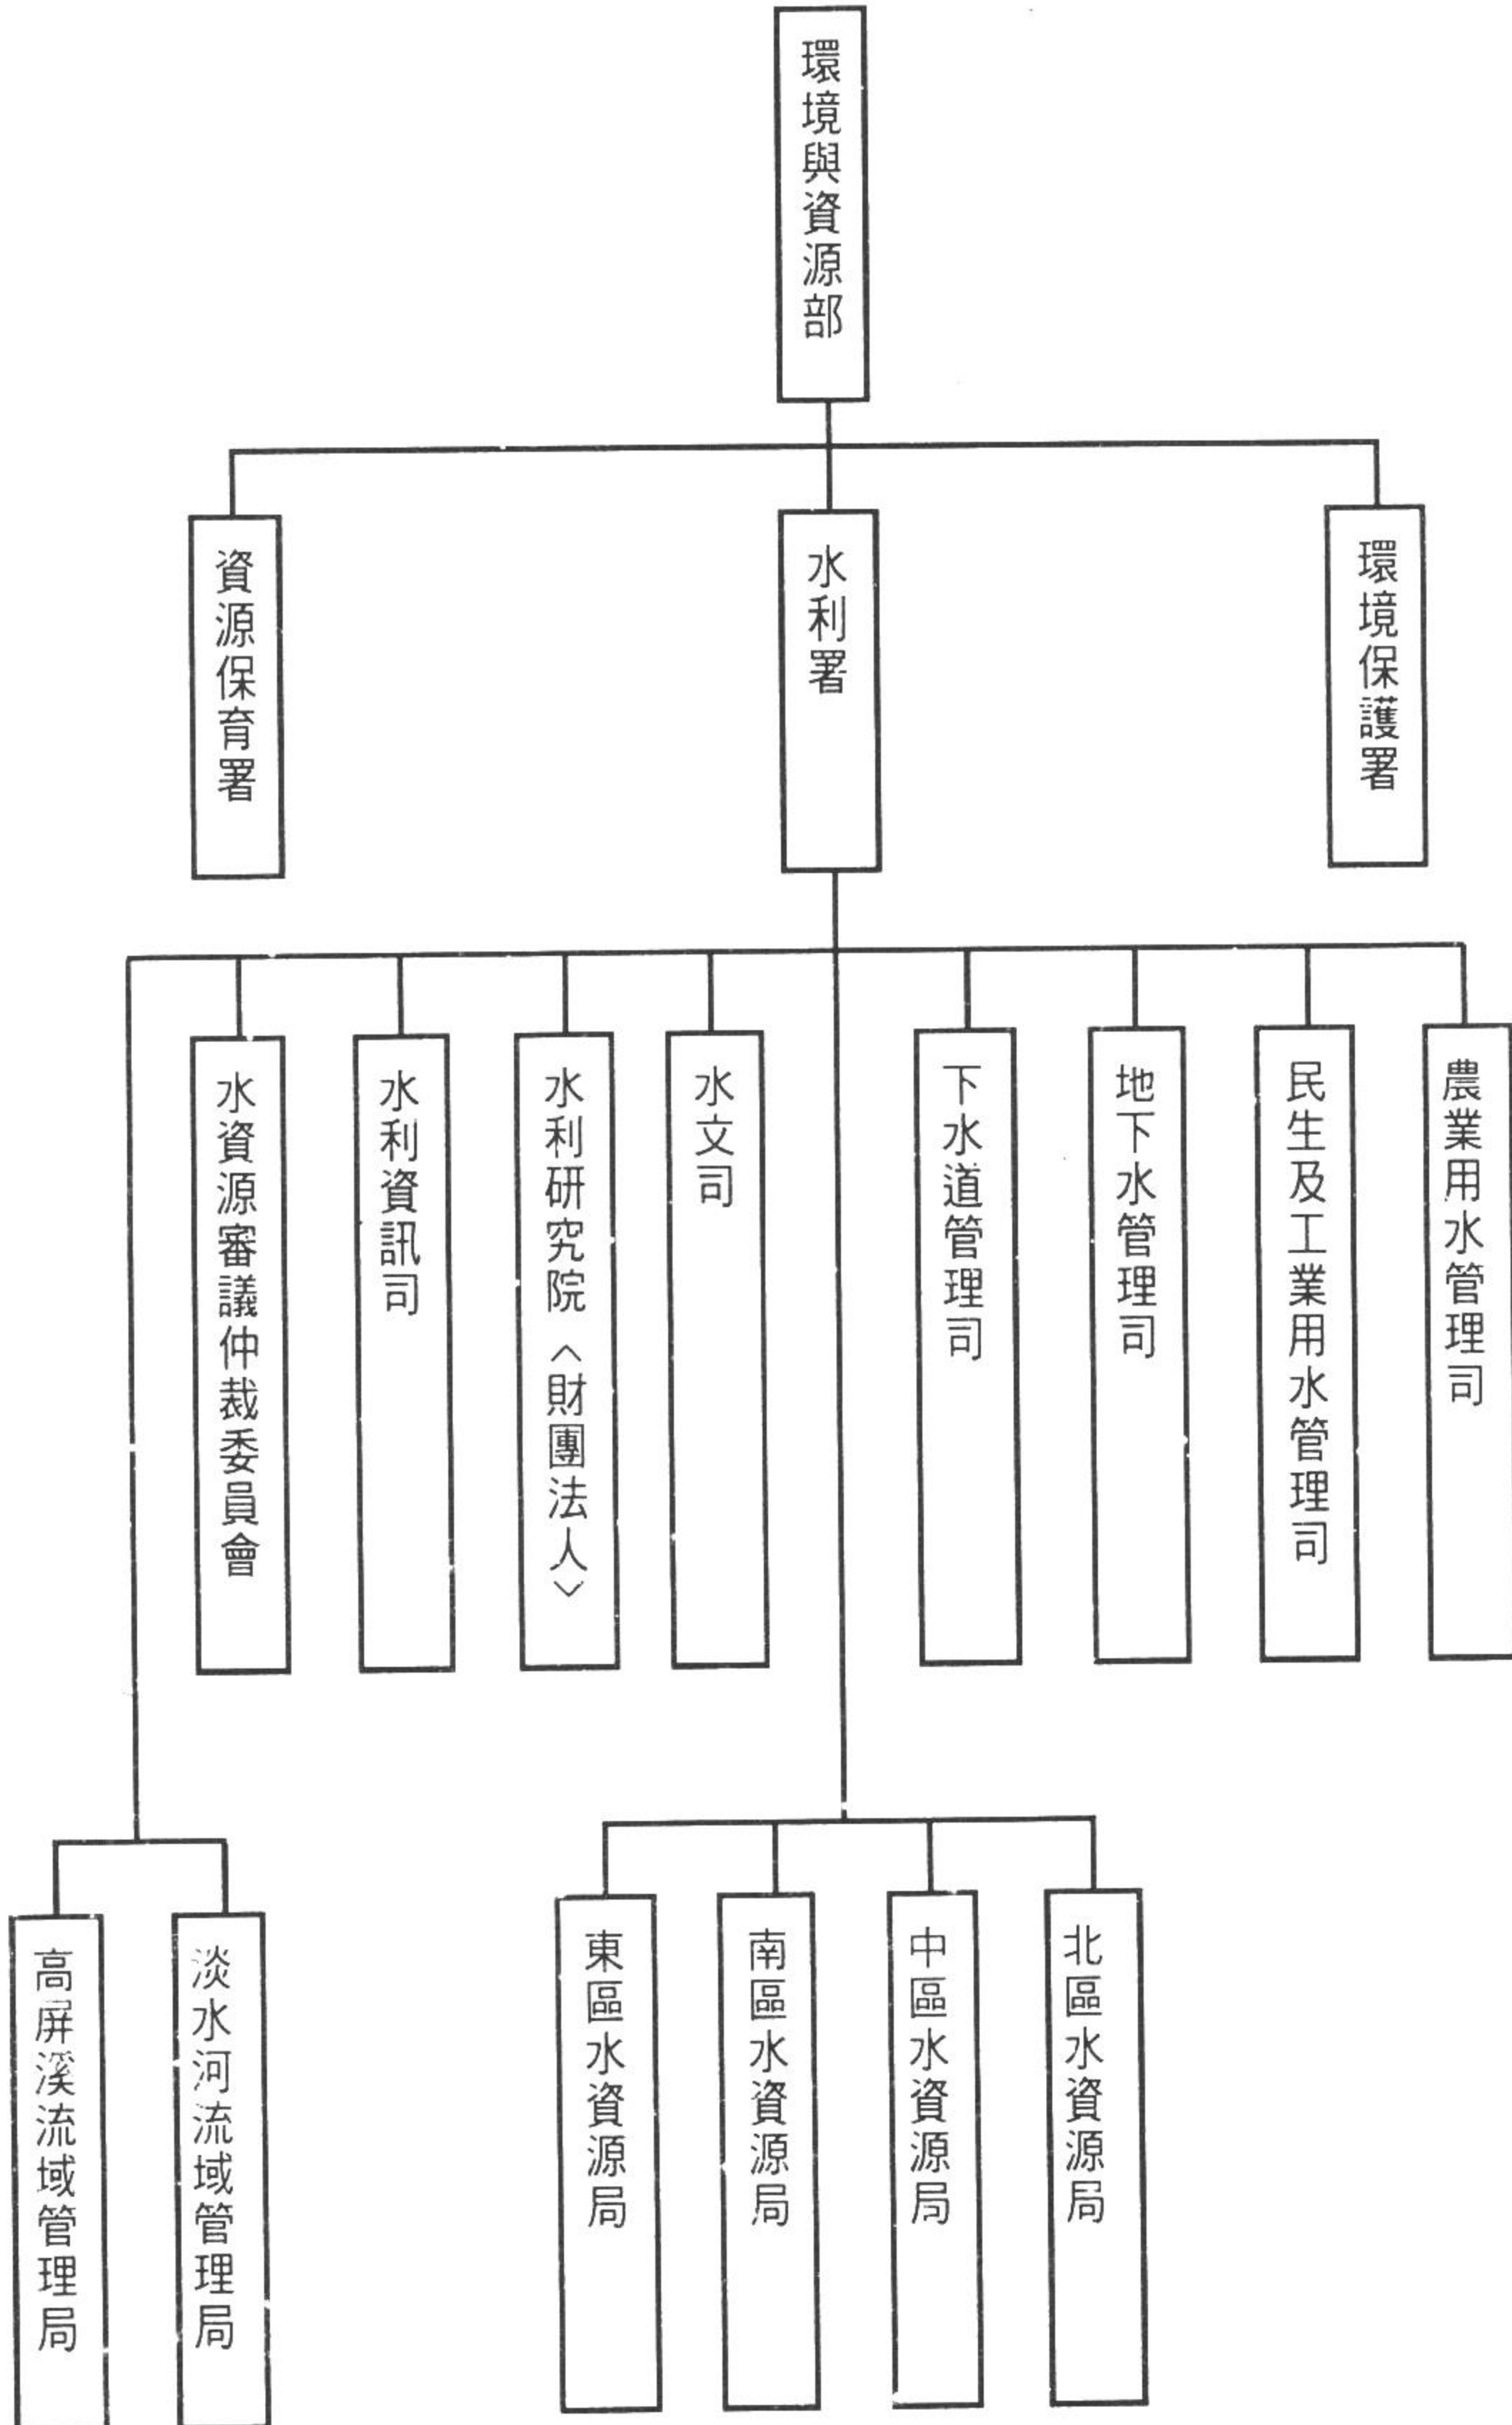 環境與資源部
環境保護署
水利署
資源保育署
農業用水管理司
民生及工業用水管理司
地下水管理司
下水道管理司
水文司
水利研究院〈財團法人〉
水利資訊司
水資源審議仲裁委員會
北區水資源局
中區水資源局
南區水資源局
東區水資源局
淡水河流域管理局
高屏溪流域管理局